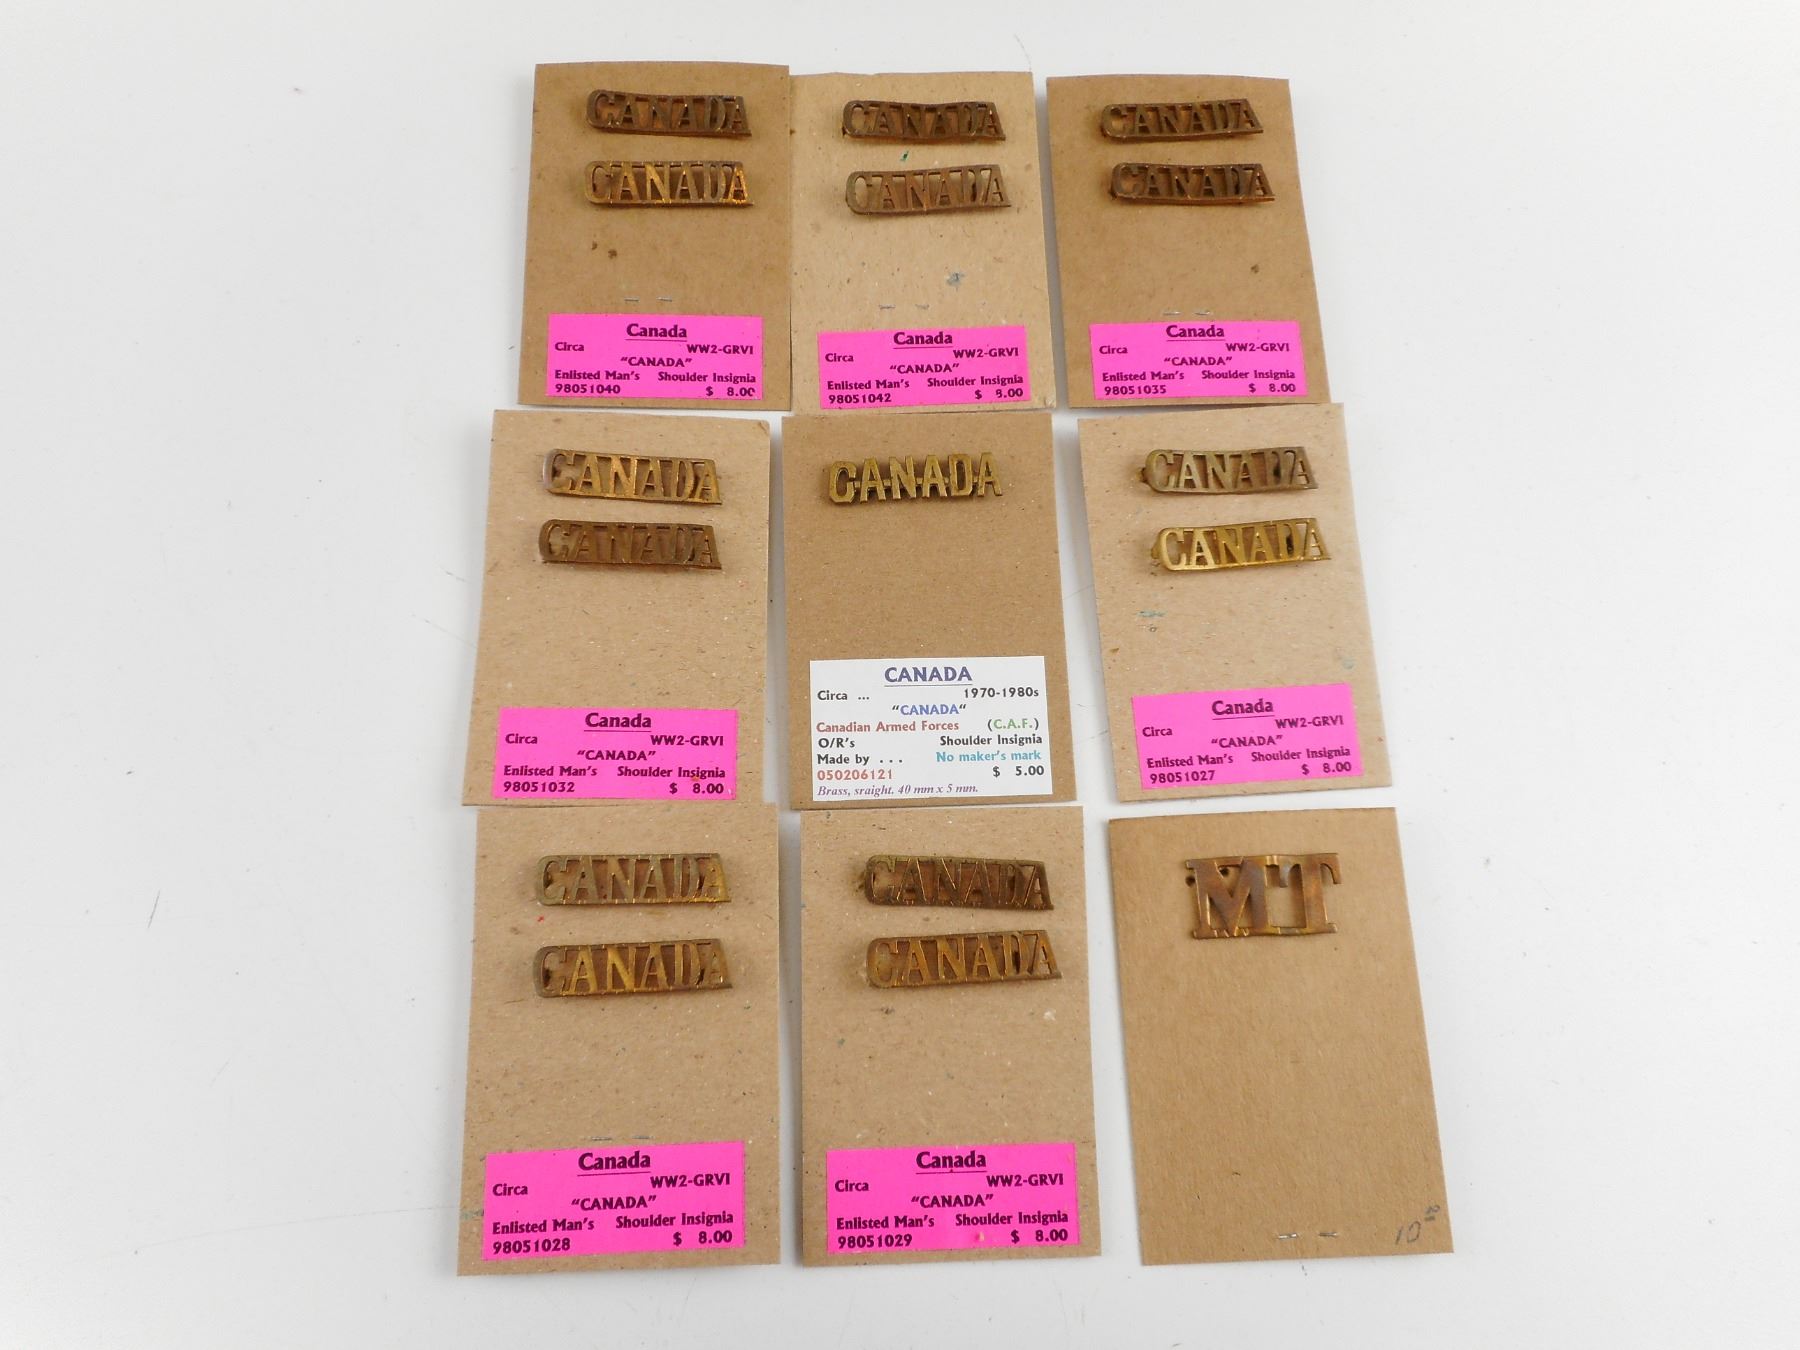 CANADA
CANADA
Canada
Circa WW2-GRVI
"CANADA"
Enlisted Man's Shoulder Insignia
98051040 $ 8.00
CANADA
CANADA
Canada
Circa WW2-GRVI
"CANADA"
Enlisted Man's Shoulder Insignia
98051042 $ 8.00
CANADA
CANADA
Canada
Circa WW2-GRVI
"CANADA"
Enlisted Man's Shoulder Insignia
98051035 $ 8.00
CANADA
CANADA
Canada
Circa WW2-GRVI
"CANADA"
Enlisted Man's Shoulder Insignia
98051032 $ 8.00
CANADA
CANADA
Circa ... 1970-1980s
"CANADA"
Canadian Armed Forces (C.A.F.)
O/R's Shoulder Insignia
Made by ... No maker's mark
050206121 $ 5.00
Brass, sraight. 40 mm x 5 mm.
CANADA
CANADA
Canada
Circa WW2-GRVI
"CANADA"
Enlisted Man's Shoulder Insignia
98051027 $ 8.00
CANADA
CANADA
Canada
Circa WW2-GRVI
"CANADA"
Enlisted Man's Shoulder Insignia
98051028 $ 8.00
CANADA
CANADA
Canada
Circa WW2-GRVI
"CANADA"
Enlisted Man's Shoulder Insignia
98051029 $ 8.00
MT
10